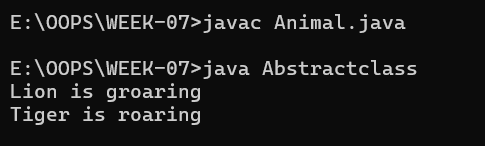 E:\OOPS\WEEK-07>javac Animal.java
E:\OOPS\WEEK-07>java Abstractclass
Lion is groaring
Tiger is roaring